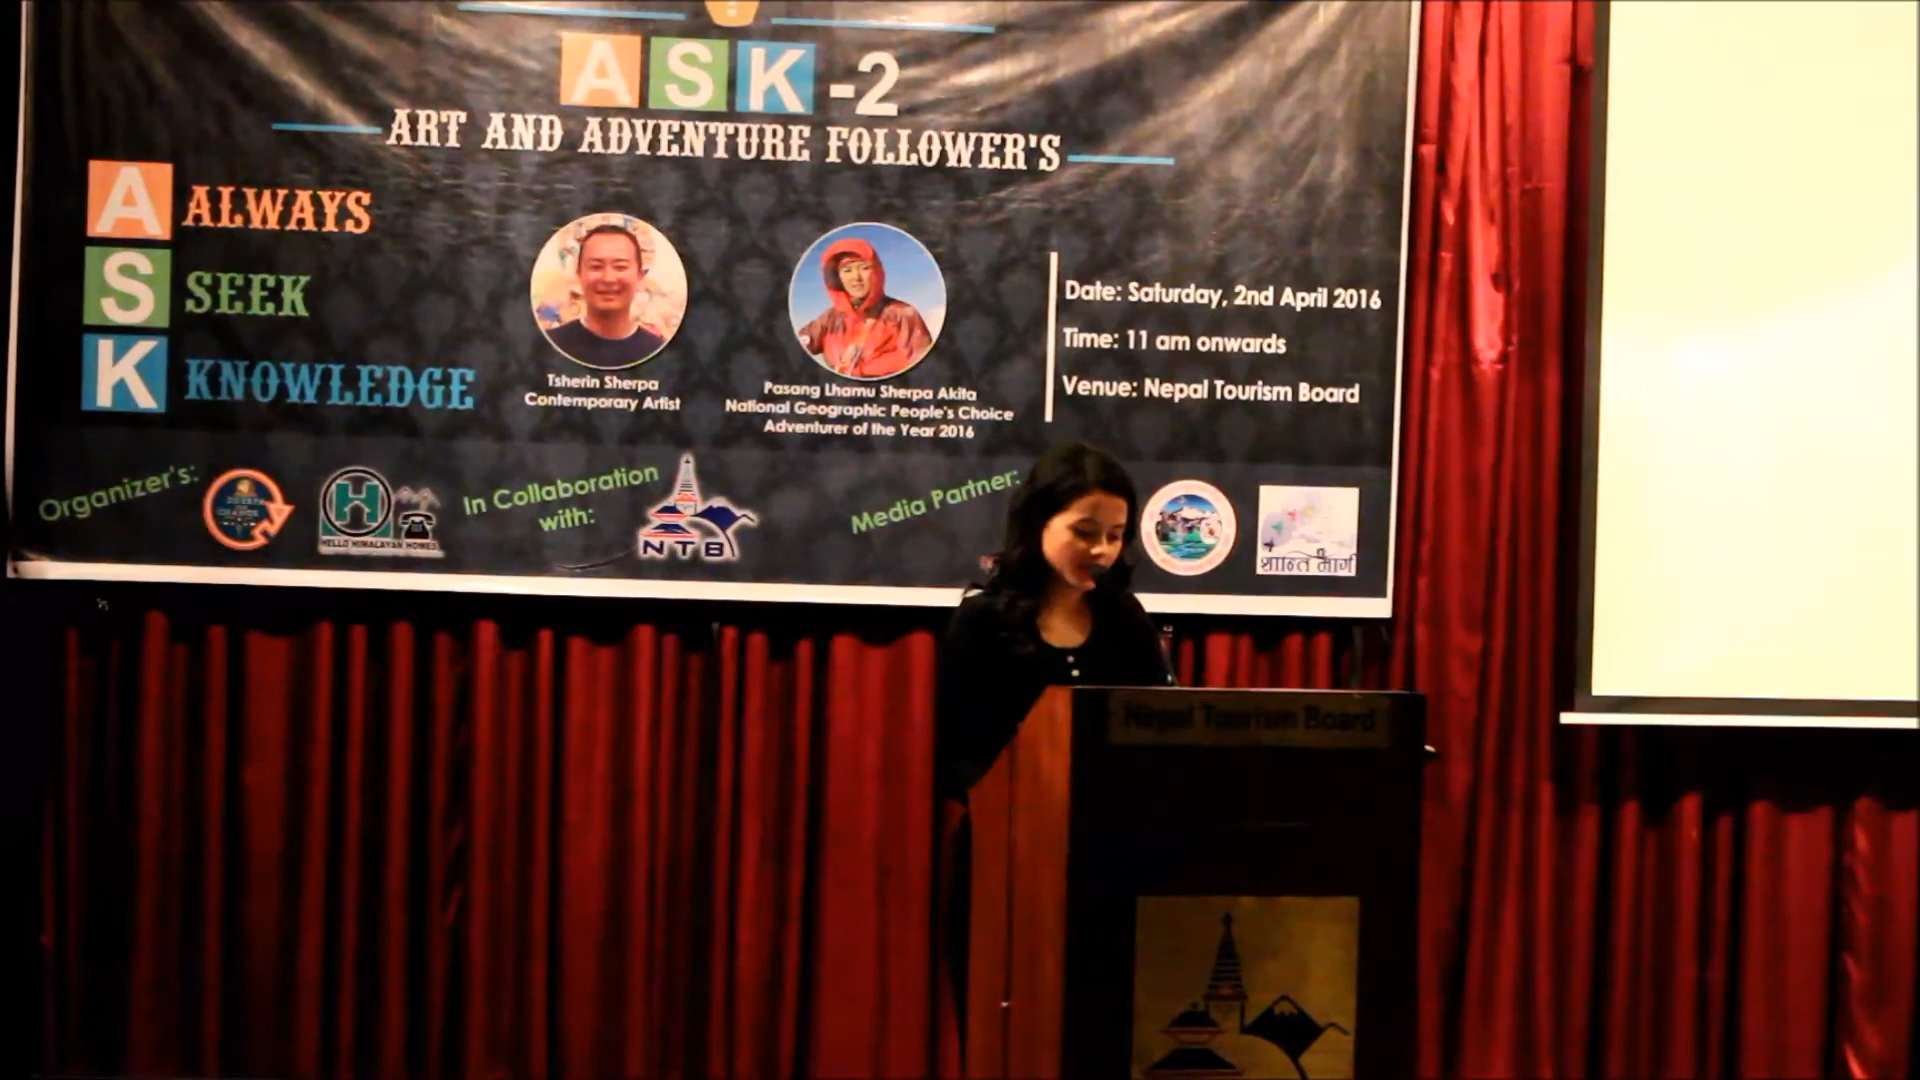 ASK-2
ART AND ADVENTURE FOLLOWER'S
A ALWAYS
S SEEK
K KNOWLEDGE
Tsherin Sherpa
Contemporary Artist
Pasang Lhamu Sherpa Akita
National Geographic People's Choice
Adventurer of the Year 2016
Date: Saturday, 2nd April 2016
Time: 11 am onwards
Venue: Nepal Tourism Board
Organizer's:
H
HELLO HIMALAYAN HOMES
In Collaboration
with:
NTB
Media Partner:
शान्ति मार्ग
Nepal Tourism Board